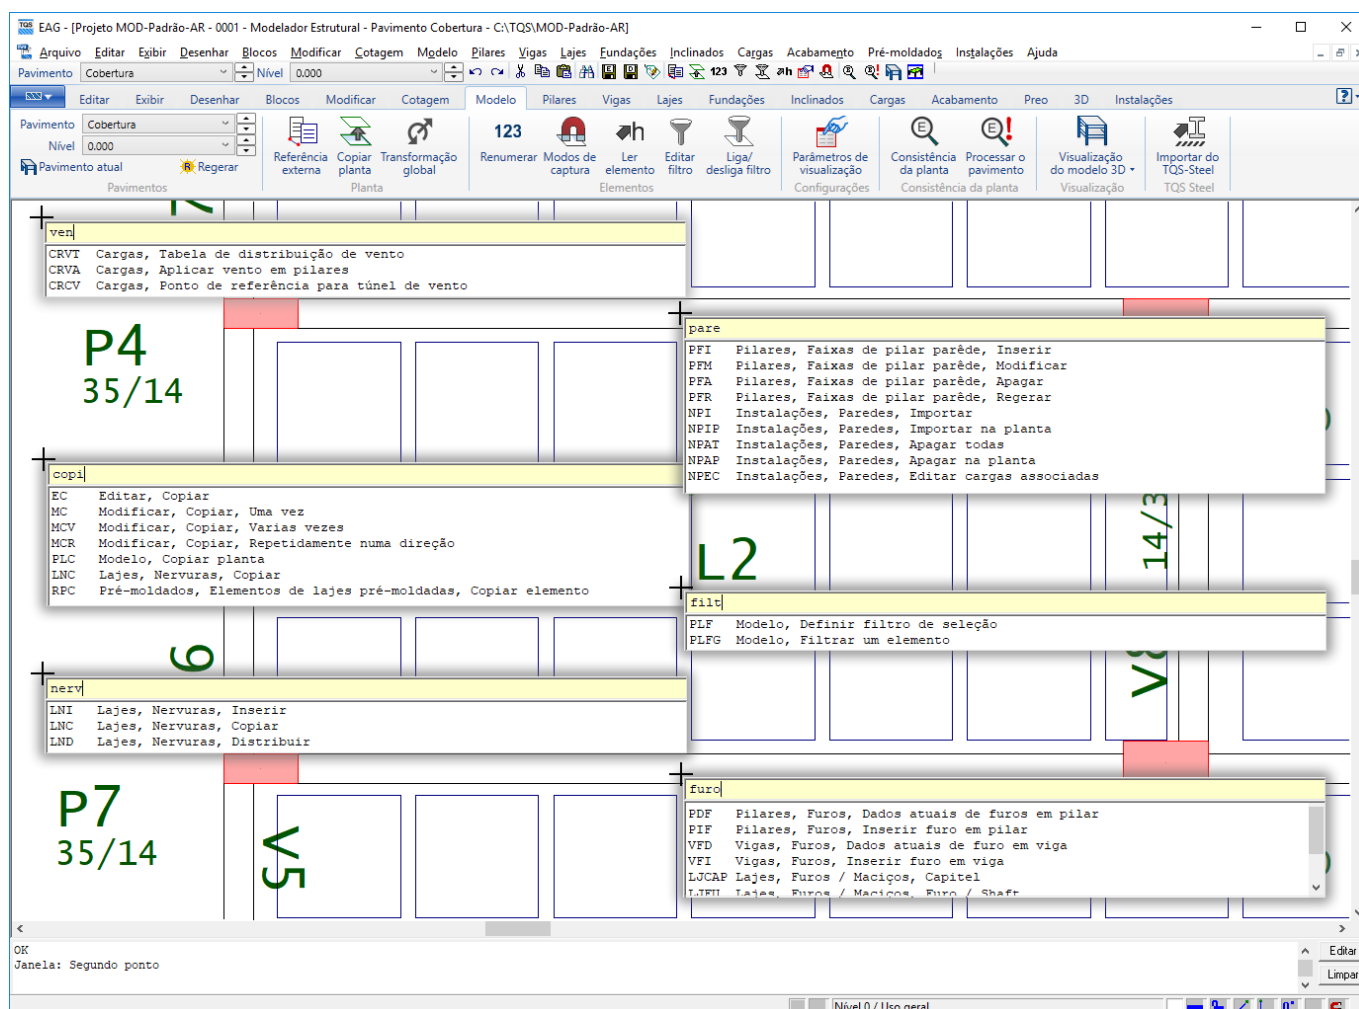 TQS EAG - [Projeto MOD-Padrão-AR - 0001 - Modelador Estrutural - Pavimento Cobertura - C:\TQS\MOD-Padrão-AR]
Arquivo Editar Exibir Desenhar Blocos Modificar Cotagem Modelo Pilares Vigas Lajes Fundações Inclinados Cargas Acabamento Pré-moldados Instalações Ajuda
Pavimento Cobertura Nível 0.000 123
Editar Exibir Desenhar Blocos Modificar Cotagem Modelo Pilares Vigas Lajes Fundações Inclinados Cargas Acabamento Preo 3D Instalações
Pavimento Cobertura
Nível 0.000
Pavimento atual Regerar
Pavimentos
Referência externa
Copiar planta
Transformação global
Planta
123
Renumerar
Modos de captura
Ler elemento
Editar filtro
Liga/ desliga filtro
Elementos
Parâmetros de visualização
Configurações
Consistência da planta
Processar o pavimento
Consistência da planta
Visualização do modelo 3D
Visualização
Importar do TQS-Steel
TQS Steel
ven
CRVT Cargas, Tabela de distribuição de vento
CRVA Cargas, Aplicar vento em pilares
CRCV Cargas, Ponto de referência para túnel de vento
P4
35/14
pare
PFI Pilares, Faixas de pilar parêde, Inserir
PFM Pilares, Faixas de pilar parêde, Modificar
PFA Pilares, Faixas de pilar parêde, Apagar
PFR Pilares, Faixas de pilar parêde, Regerar
NPI Instalações, Paredes, Importar
NPIP Instalações, Paredes, Importar na planta
NPAT Instalações, Paredes, Apagar todas
NPAP Instalações, Paredes, Apagar na planta
NPEC Instalações, Paredes, Editar cargas associadas
copi
EC Editar, Copiar
MC Modificar, Copiar, Uma vez
MCV Modificar, Copiar, Varias vezes
MCR Modificar, Copiar, Repetidamente numa direção
PLC Modelo, Copiar planta
LNC Lajes, Nervuras, Copiar
RPC Pré-moldados, Elementos de lajes pré-moldadas, Copiar elemento
L2
14/3
filt
PLF Modelo, Definir filtro de seleção
PLFG Modelo, Filtrar um elemento
V8
nerv
LNI Lajes, Nervuras, Inserir
LNC Lajes, Nervuras, Copiar
LND Lajes, Nervuras, Distribuir
P7
35/14
V5
furo
PDF Pilares, Furos, Dados atuais de furos em pilar
PIF Pilares, Furos, Inserir furo em pilar
VFD Vigas, Furos, Dados atuais de furo em viga
VFI Vigas, Furos, Inserir furo em viga
LJCAP Lajes, Furos / Maciços, Capitel
LJFU Lajes, Furos / Maciços, Furo / Shaft
OK
Janela: Segundo ponto
Editar
Limpar
Nível 0 / Uso geral